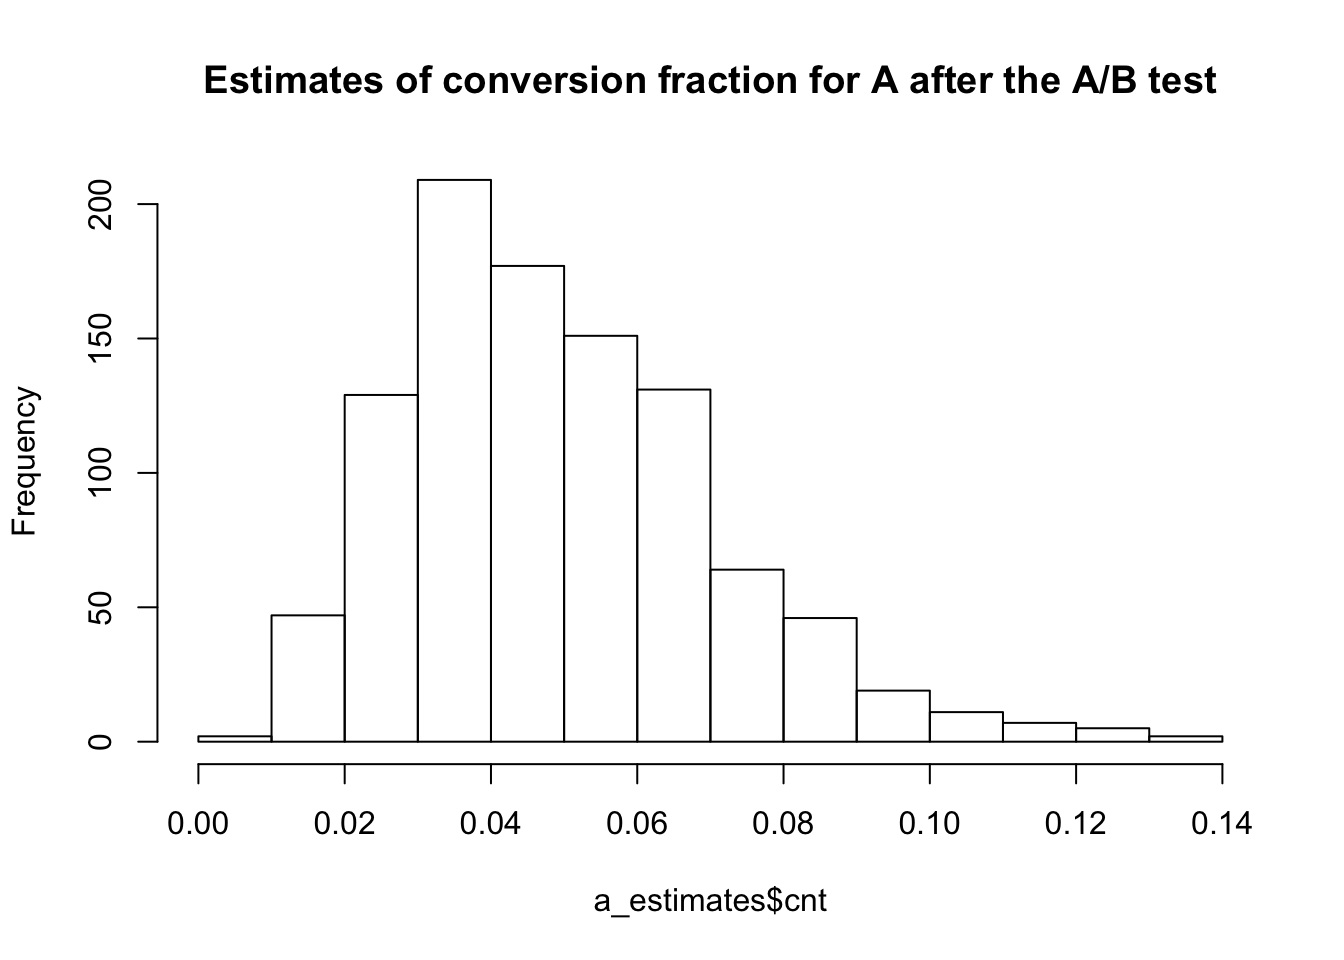 Estimates of conversion fraction for A after the A/B test
Frequency
200
150
100
50
0
0.00 0.02 0.04 0.06 0.08 0.10 0.12 0.14
a_estimates$cnt